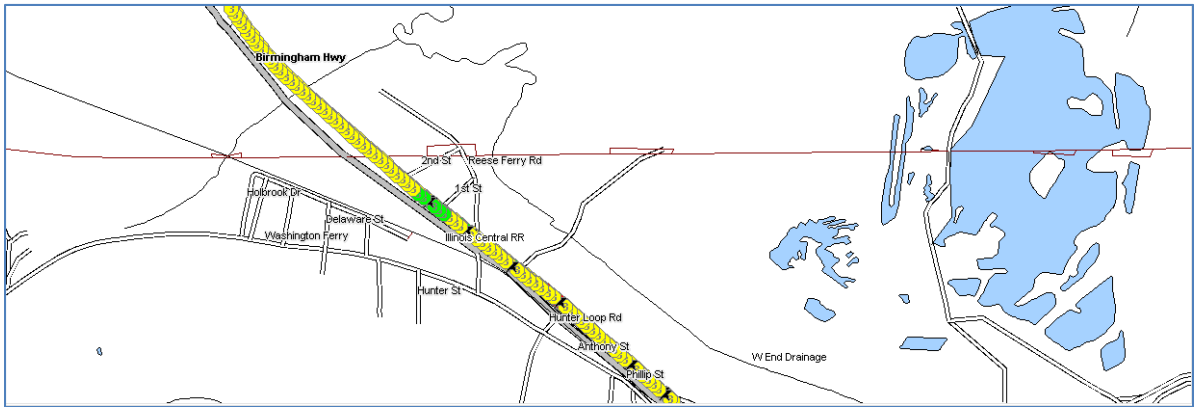 Birmingham Hwy
2nd St
Reese Ferry Rd
1st St
Holbrook Dr
Delaware St
Washington Ferry
Illinois Central RR
Hunter St
Hunter Loop Rd
Anthony St
W End Drainage
Phillip St